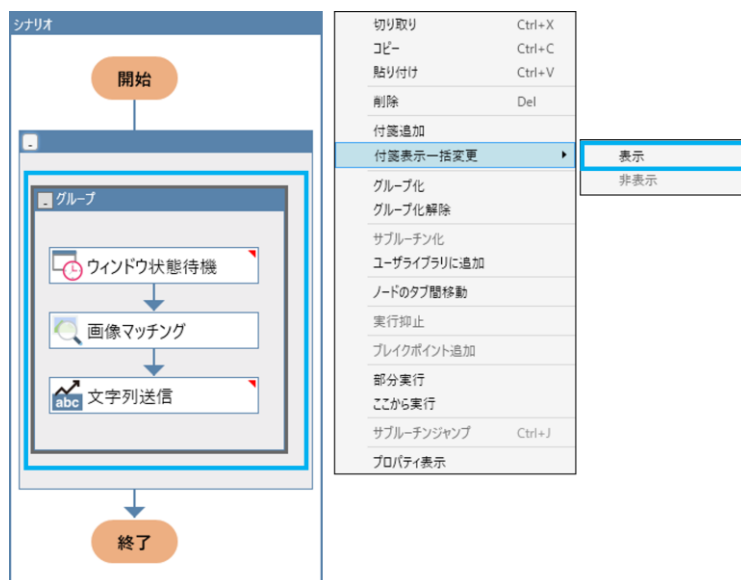 シナリオ
開始
グループ
ウィンドウ状態待機
画像マッチング
abc 文字列送信
終了
切り取り Ctrl+X
コピー Ctrl+C
貼り付け Ctrl+V
削除 Del
付箋追加
付箋表示一括変更
グループ化
グループ化解除
サブルーチン化
ユーザライブラリに追加
ノードのタブ間移動
実行抑止
ブレイクポイント追加
部分実行
ここから実行
サブルーチンジャンプ Ctrl+J
プロパティ表示
表示
非表示